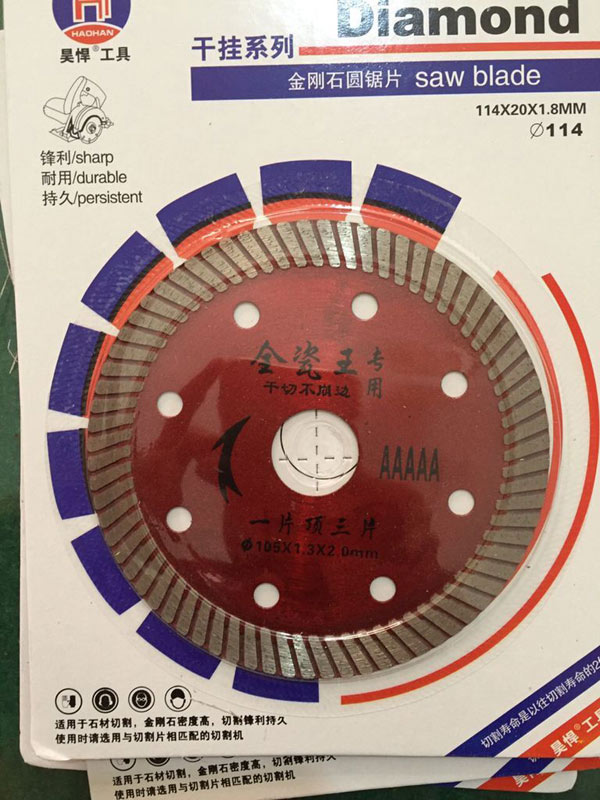 Diamond
HAOHAN
昊悍®工具
干挂系列
金刚石圆锯片 saw blade
114X20X1.8MM
Ø114
锋利/sharp
耐用/durable
持久/persistent
全瓷王专用
干切不崩边
AAAAA
一片顶三片
Ø105X1.3X2.0mm
适用于石材切割，金刚石密度高，切割锋利持久
使用时请选用与切割片相匹配的切割机
切割寿命是以往切割寿命的2
昊悍®工具
适用于石材切割，金刚石密度高，切割锋利持久
使用时请选用与切割片相匹配的切割机